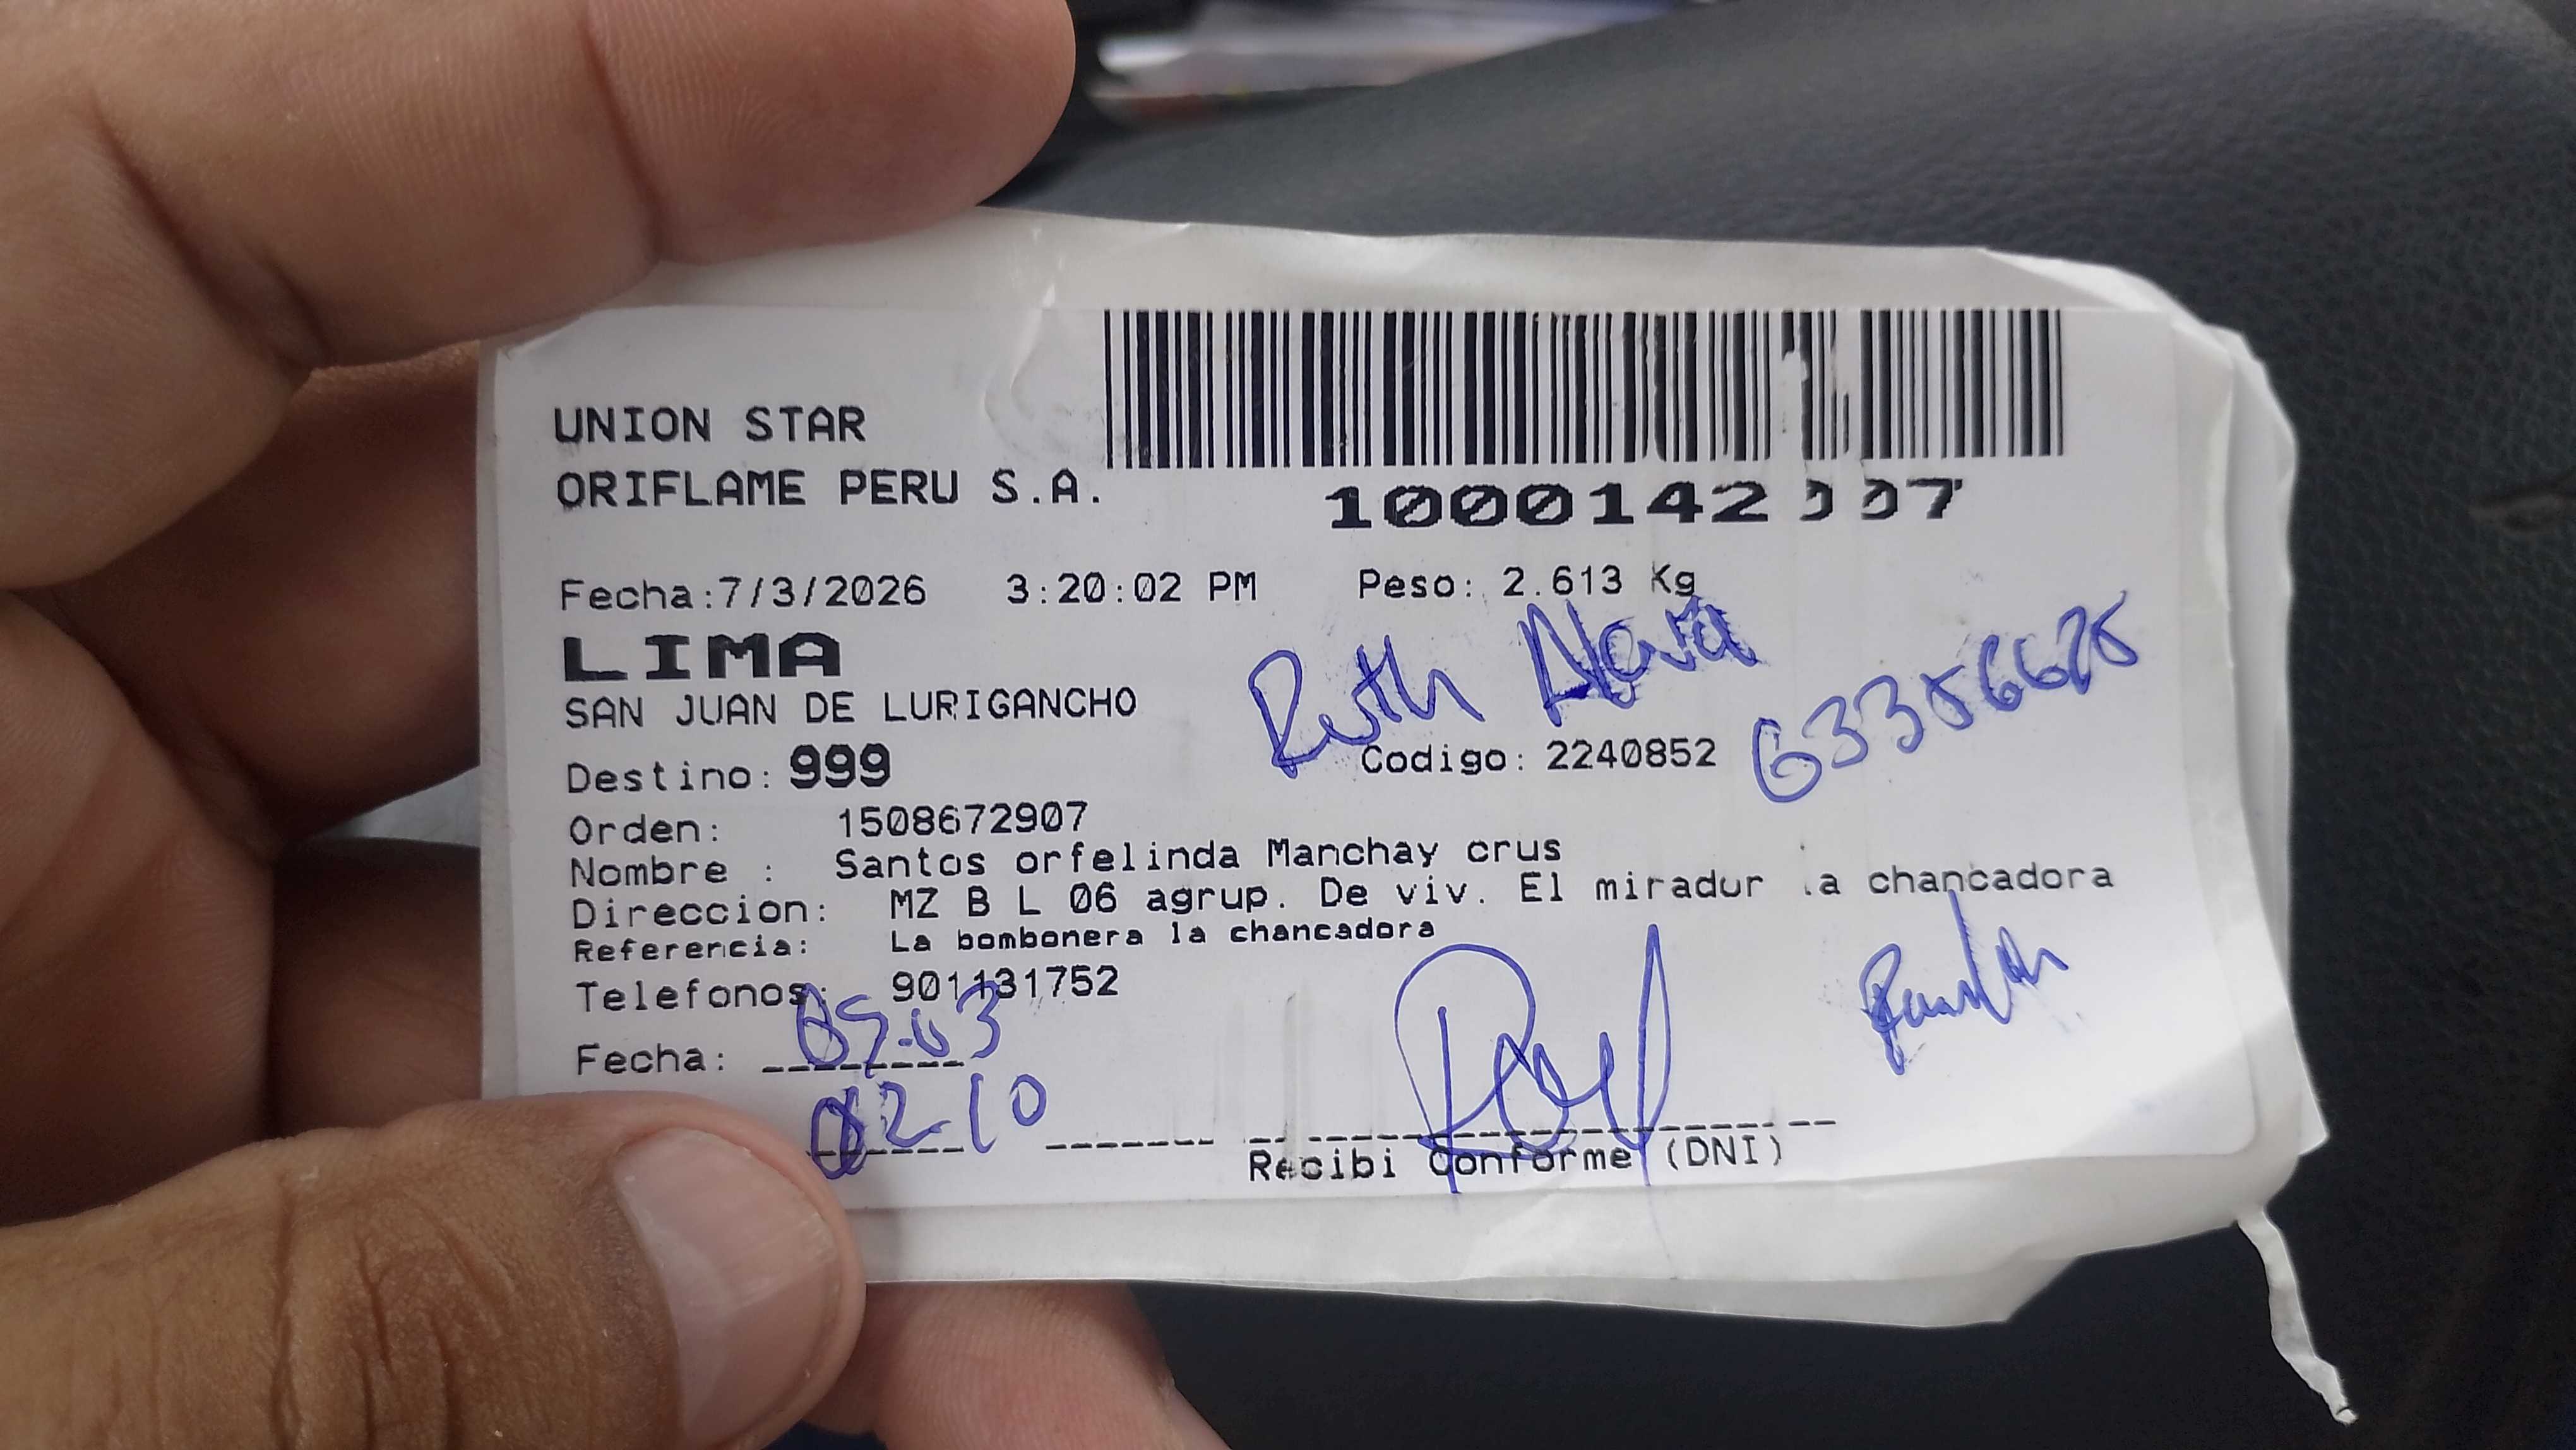 UNION STAR
ORIFLAME PERU S.A.
Fecha:7/3/2026 3:20:02 PM Peso: 2.613 Kg
LIMA
Ruth
SAN JUAN DE LURIGANCHO
Destino: 999 Codigo: 2240852
Orden: 1508672907
Nombre : Santos orfelinda Manchay crus
Direccion: MZ B L 06 agrup. De viv. El mirador la chancadora
Referencia: La bombonera la chancadora
Telefonos: 901131752
Fecha:
Recibi Conforme (DNI)